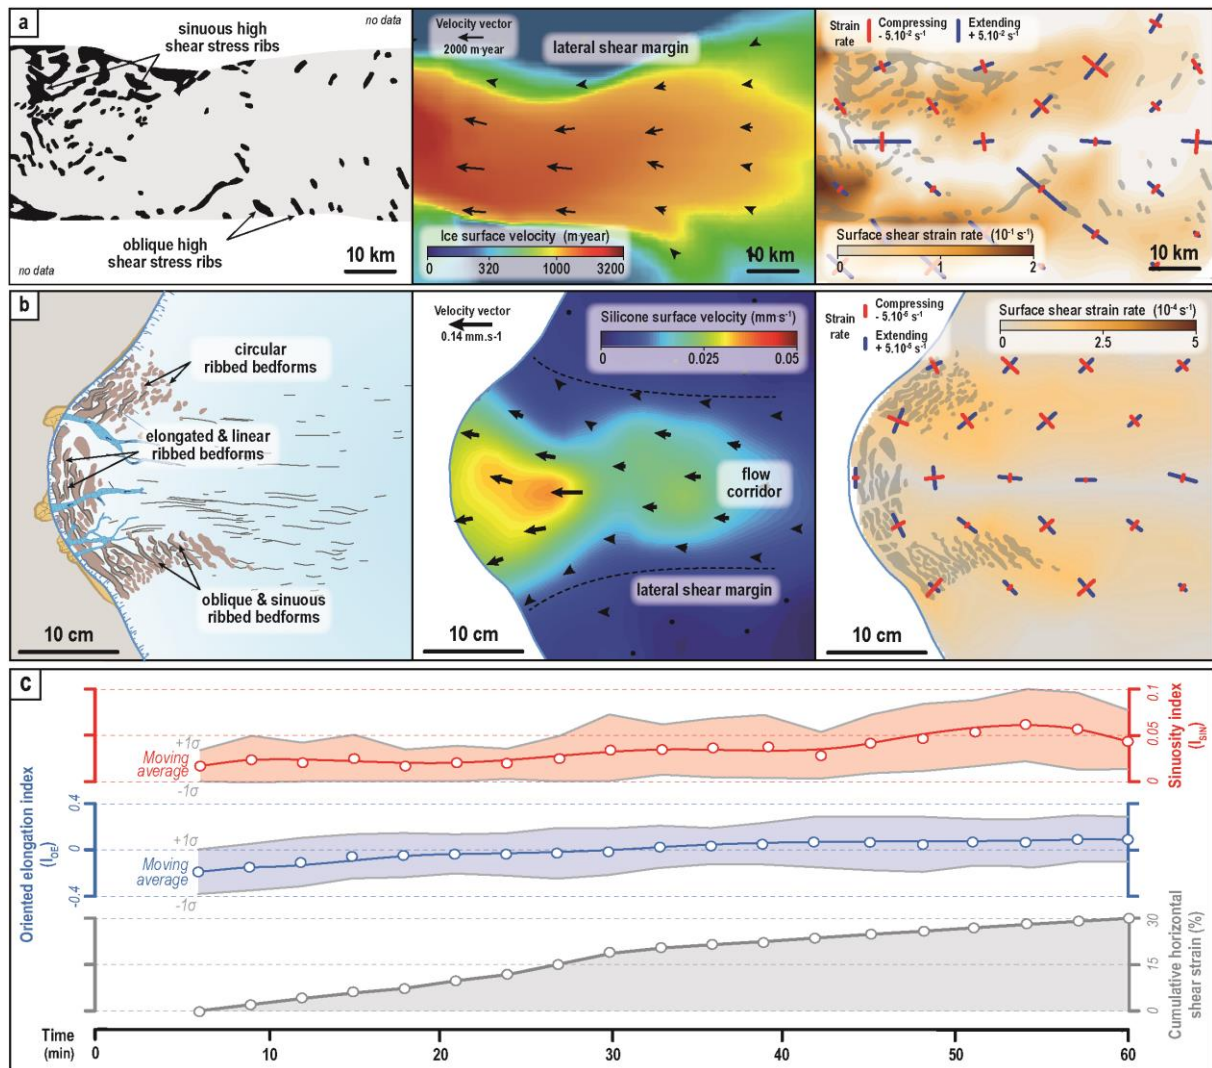 a
sinuous high
shear stress ribs
no data
oblique high
shear stress ribs
no data
10 km
Velocity vector
2000 m·year
lateral shear margin
Ice surface velocity (m·year)
0 320 1000 3200
10 km
Strain
rate
Compressing
- 5.10⁻² s⁻¹
Extending
+ 5.10⁻² s⁻¹
Surface shear strain rate (10⁻¹ s⁻¹)
0 1 2
10 km
b
circular
ribbed bedforms
elongated & linear
ribbed bedforms
oblique & sinuous
ribbed bedforms
10 cm
Velocity vector
0.14 mm.s-1
Silicone surface velocity (mm·s⁻¹)
0 0.025 0.05
flow
corridor
lateral shear margin
10 cm
Strain
rate
Compressing
- 5.10⁻⁵ s⁻¹
Extending
+ 5.10⁻⁵ s⁻¹
Surface shear strain rate (10⁻⁴ s⁻¹)
0 2.5 5
10 cm
c
+1σ
Moving
average
-1σ
0.1
0.05
0
Sinuosity index
(I_SIN)
Oriented elongation index
(I_OE)
0.4
0
-0.4
+1σ
Moving
average
-1σ
30
15
0
Cumulative horizontal
shear strain (%)
Time
(min)
0 10 20 30 40 50 60